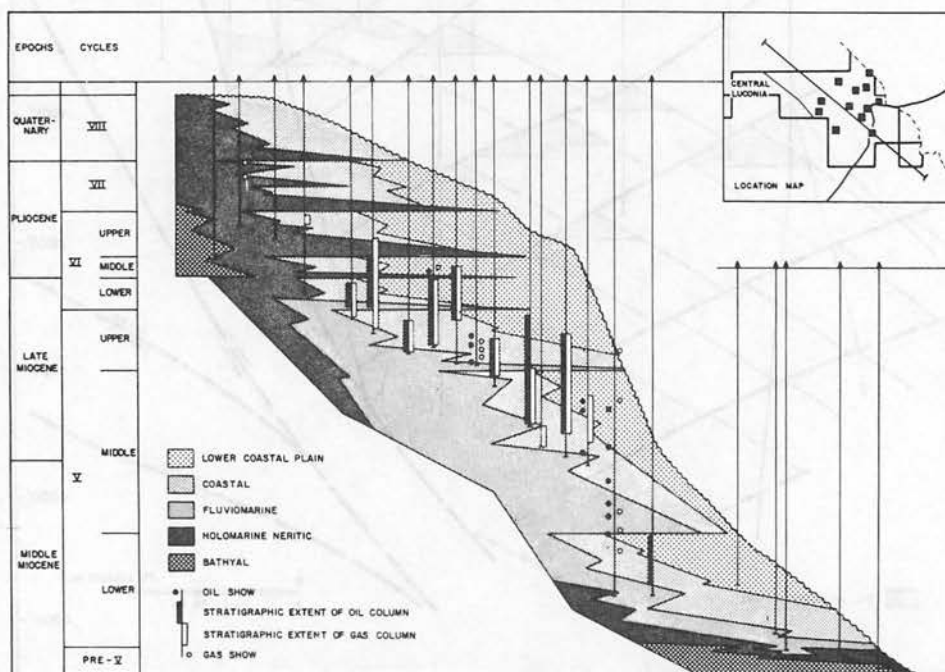 EPOCHS CYCLES
QUATER-
NARY
VIII
VII
PLIOCENE
UPPER
VI
MIDDLE
LOWER
UPPER
LATE
MIOCENE
MIDDLE
V
MIDDLE
MIOCENE
LOWER
PRE-V
CENTRAL
LUCONIA
LOCATION MAP
LOWER COASTAL PLAIN
COASTAL
FLUVIOMARINE
HOLOMARINE NERITIC
BATHYAL
OIL SHOW
STRATIGRAPHIC EXTENT OF OIL COLUMN
STRATIGRAPHIC EXTENT OF GAS COLUMN
GAS SHOW